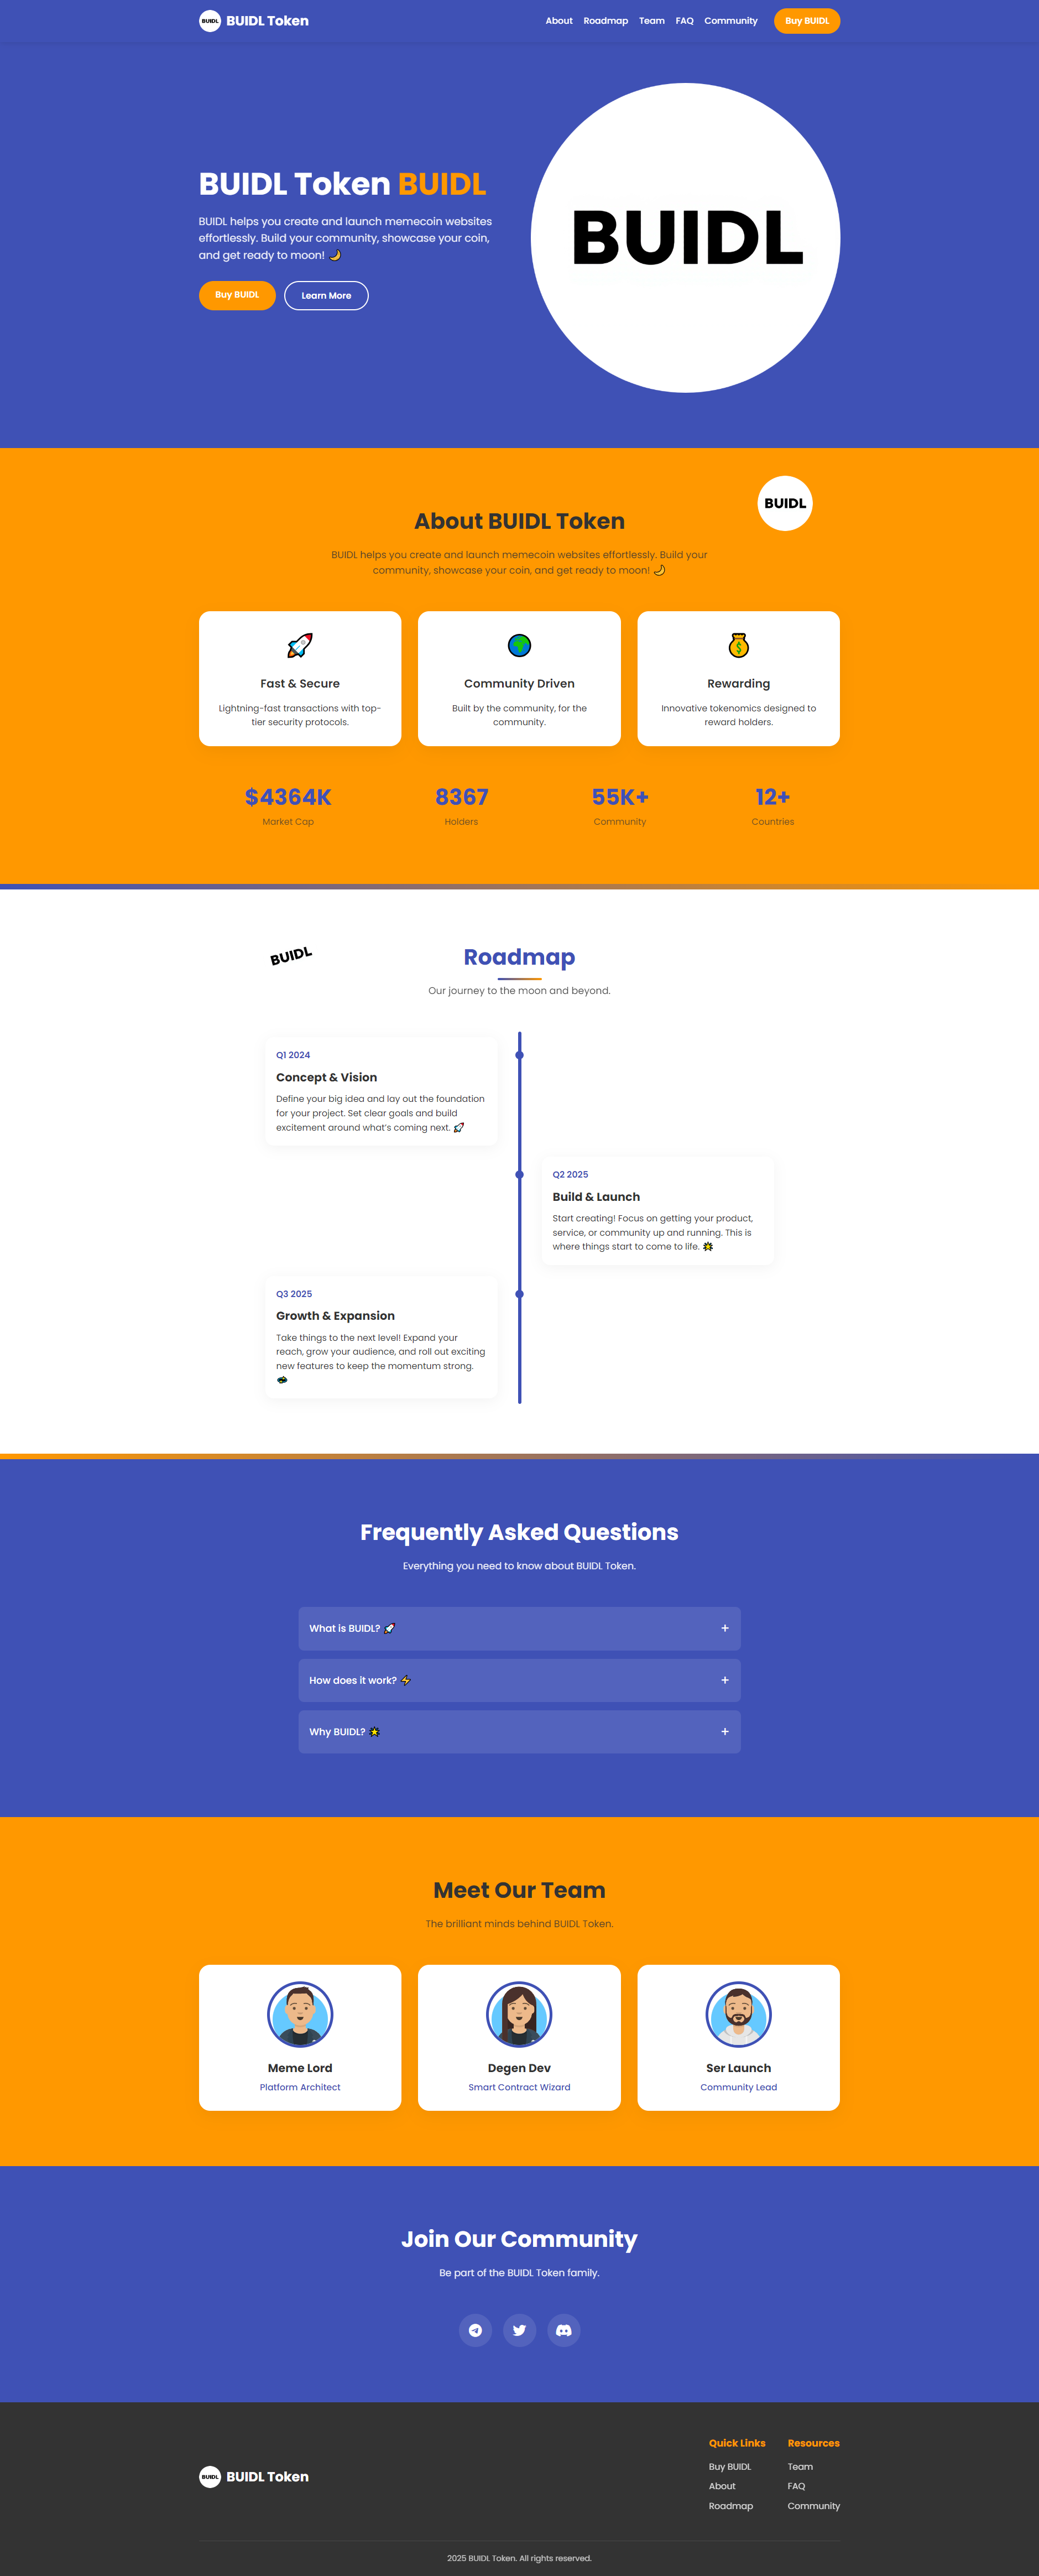 BUIDL BUIDL Token
About Roadmap Team FAQ Community Buy BUIDL
BUIDL Token BUIDL
BUIDL helps you create and launch memecoin websites
effortlessly. Build your community, showcase your coin,
and get ready to moon! 🌙
Buy BUIDL Learn More
BUIDL
BUIDL
About BUIDL Token
BUIDL helps you create and launch memecoin websites effortlessly. Build your
community, showcase your coin, and get ready to moon! 🌙
Fast & Secure
Lightning-fast transactions with top-
tier security protocols.
Community Driven
Built by the community, for the
community.
Rewarding
Innovative tokenomics designed to
reward holders.
$4364K
Market Cap
8367
Holders
55K+
Community
12+
Countries
BUIDL
Roadmap
Our journey to the moon and beyond.
Q1 2024
Concept & Vision
Define your big idea and lay out the foundation
for your project. Set clear goals and build
excitement around what's coming next. 🚀
Q2 2025
Build & Launch
Start creating! Focus on getting your product,
service, or community up and running. This is
where things start to come to life. 🌟
Q3 2025
Growth & Expansion
Take things to the next level! Expand your
reach, grow your audience, and roll out exciting
new features to keep the momentum strong.
Frequently Asked Questions
Everything you need to know about BUIDL Token.
What is BUIDL? 🚀 +
How does it work? ⚡ +
Why BUIDL? 🌟 +
Meet Our Team
The brilliant minds behind BUIDL Token.
Meme Lord
Platform Architect
Degen Dev
Smart Contract Wizard
Ser Launch
Community Lead
Join Our Community
Be part of the BUIDL Token family.
BUIDL BUIDL Token
Quick Links
Buy BUIDL
About
Roadmap
Resources
Team
FAQ
Community
2025 BUIDL Token. All rights reserved.